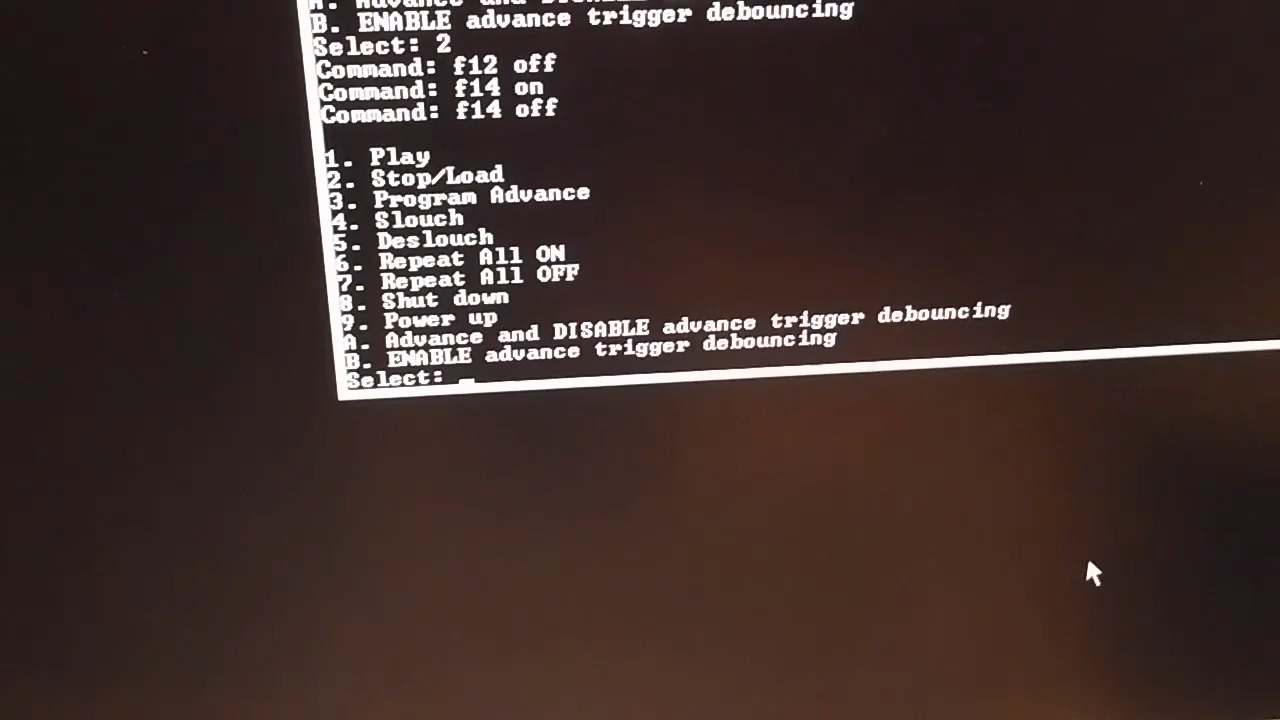 A. Advance and
B. ENABLE advance trigger debouncing
Select: 2
Command: f12 off
Command: f14 on
Command: f14 off
1. Play
2. Stop/Load
3. Program Advance
4. Slouch
5. Deslouch
6. Repeat All ON
7. Repeat All OFF
8. Shut down
9. Power up
A. Advance and DISABLE advance trigger debouncing
B. ENABLE advance trigger debouncing
Select: _